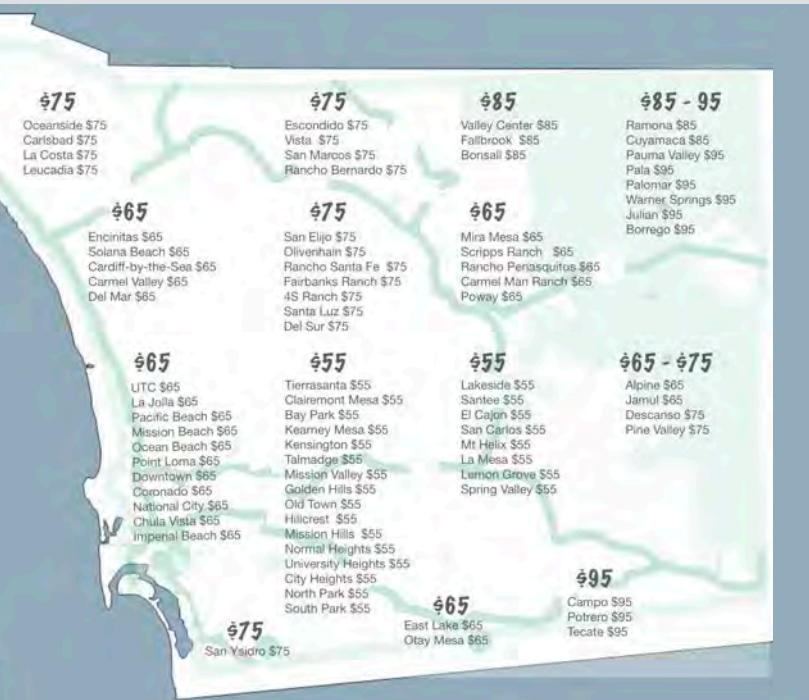 $75
Oceanside $75
Carlsbad $75
La Costa $75
Leucadia $75
$75
Escondido $75
Vista $75
San Marcos $75
Rancho Bernardo $75
$85
Valley Center $85
Fallbrook $85
Bonsall $85
$85 - 95
Ramona $85
Cuyamaca $85
Pauma Valley $95
Pala $95
Palomar $95
Warner Springs $95
Julian $95
Borrego $95
$65
Encinitas $65
Solana Beach $65
Cardiff-by-the-Sea $65
Carmel Valley $65
Del Mar $65
$75
San Elijo $75
Olivenhain $75
Rancho Santa Fe $75
Fairbanks Ranch $75
4S Ranch $75
Santa Luz $75
Del Sur $75
$65
Mira Mesa $65
Scripps Ranch $65
Rancho Penasquitos $65
Carmel Man Ranch $65
Poway $65
$65
UTC $65
La Jolla $65
Pacific Beach $65
Mission Beach $65
Ocean Beach $65
Point Loma $65
Downtown $65
Coronado $65
National City $65
Chula Vista $65
Imperial Beach $65
$55
Tierrasanta $55
Clairemont Mesa $55
Bay Park $55
Kearney Mesa $55
Kensington $55
Talmadge $55
Mission Valley $55
Golden Hills $55
Old Town $55
Hillcrest $55
Mission Hills $55
Normal Heights $55
University Heights $55
City Heights $55
North Park $55
South Park $55
$55
Lakeside $55
Santee $55
El Cajon $55
San Carlos $55
Mt Helix $55
La Mesa $55
Lemon Grove $55
Spring Valley $55
$65 - $75
Alpine $65
Jamul $65
Descanso $75
Pine Valley $75
$75
San Ysidro $75
$65
East Lake $65
Otay Mesa $65
$95
Campo $95
Potrero $95
Tecate $95